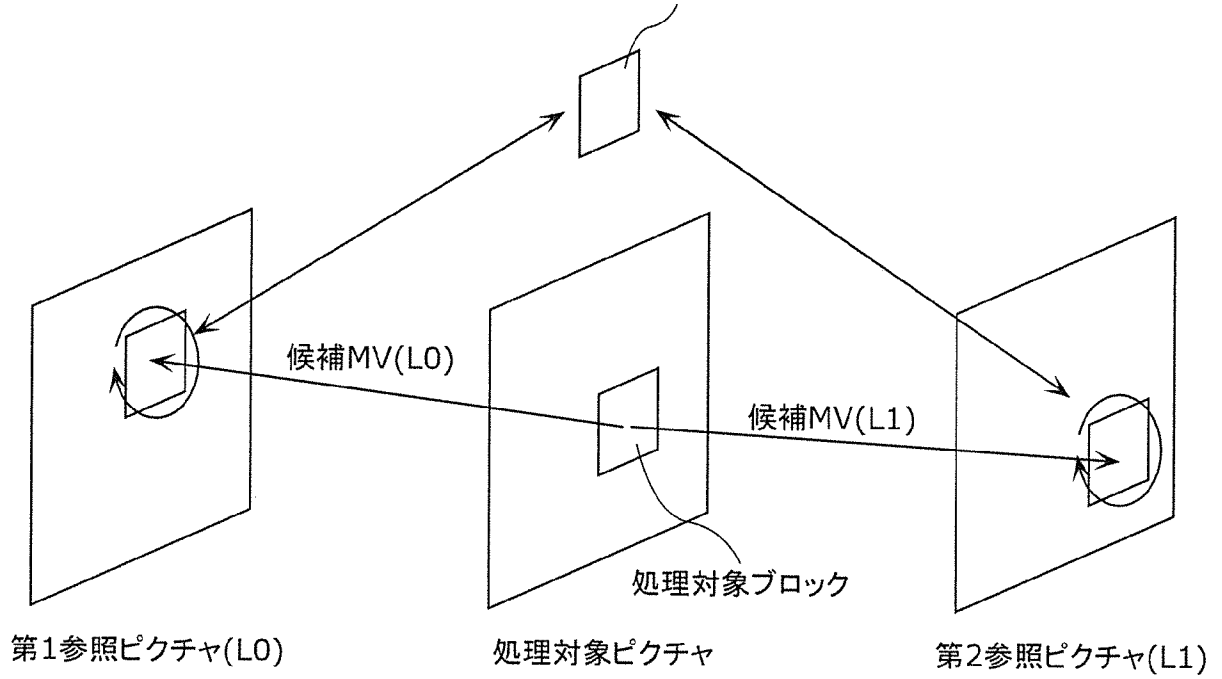 候補MV(L0)
候補MV(L1)
処理対象ブロック
第1参照ピクチャ(L0)
処理対象ピクチャ
第2参照ピクチャ(L1)